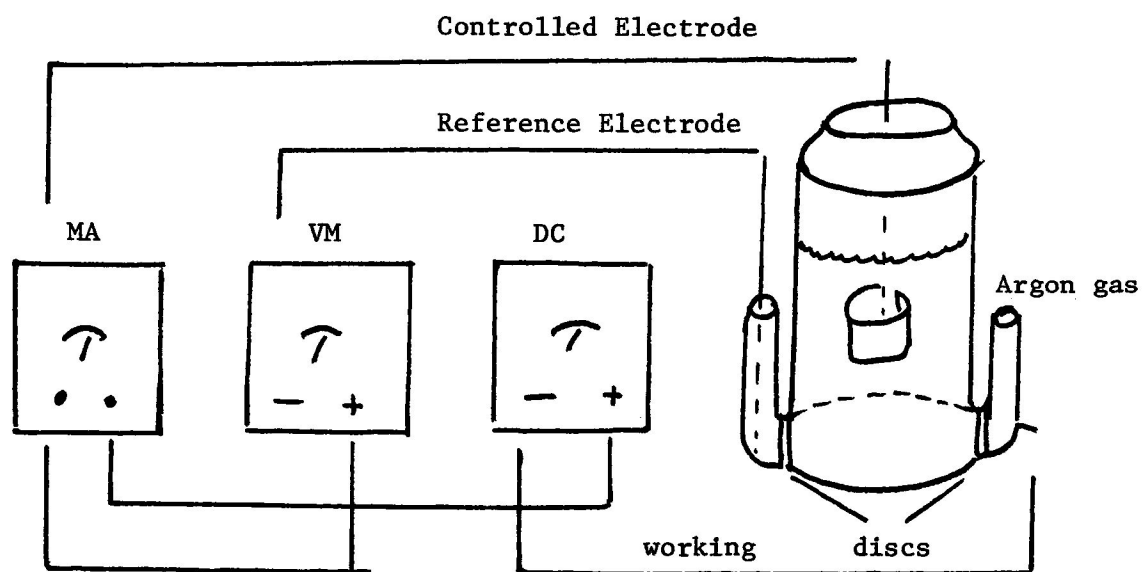 Controlled Electrode
Reference Electrode
MA
VM
DC
Argon gas
- +
- +
working discs